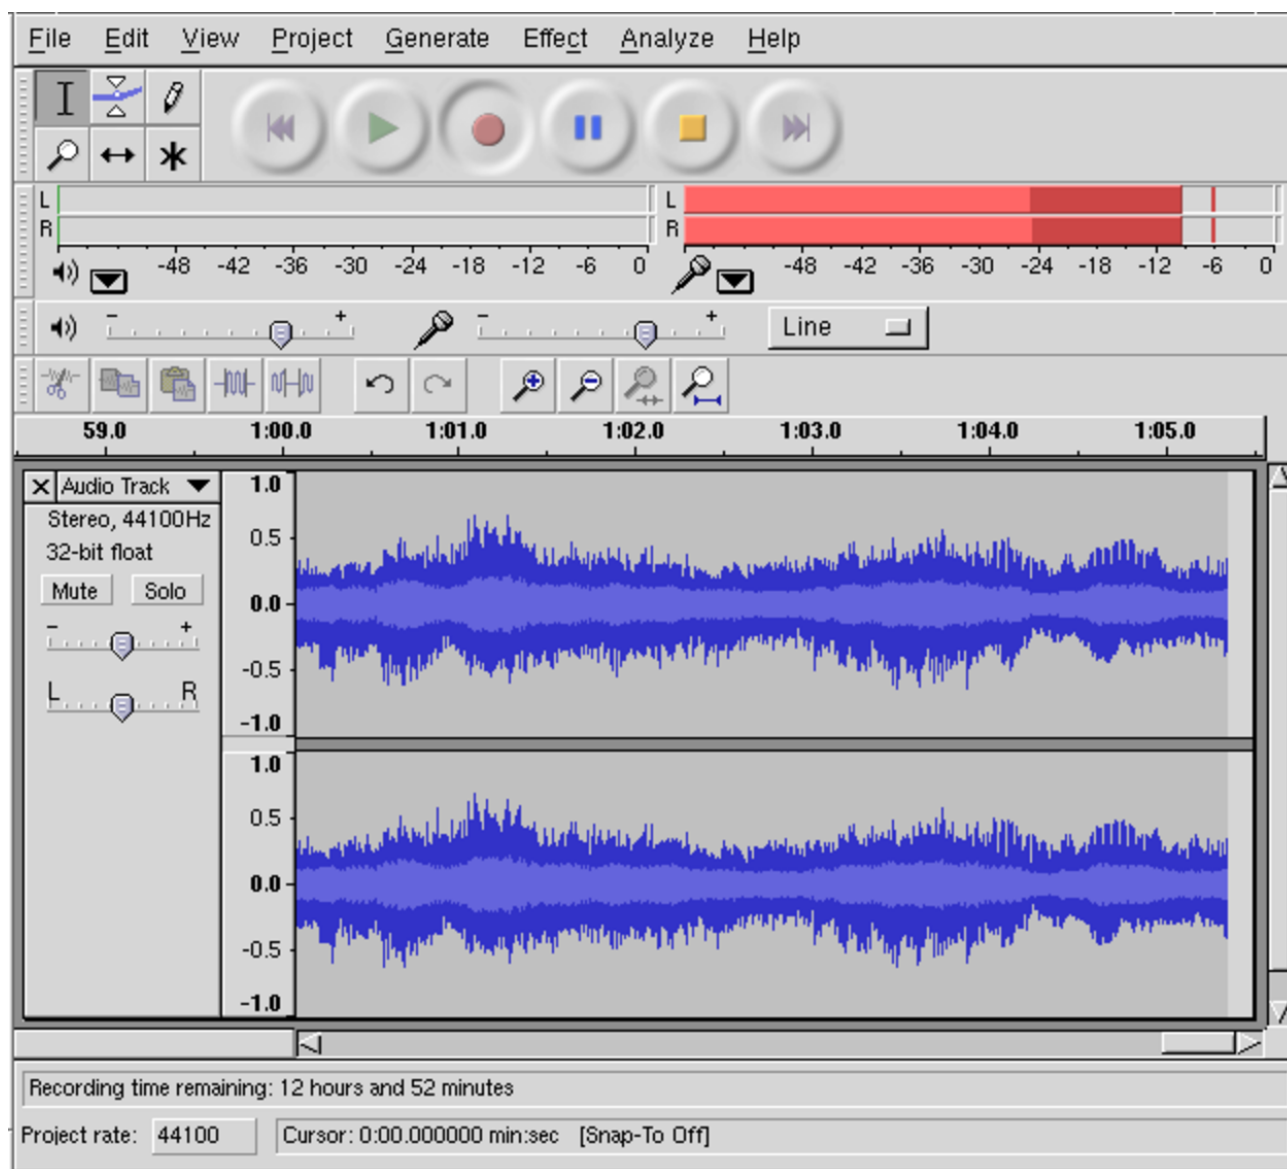 File Edit View Project Generate Effect Analyze Help
L L
R R
-48 -42 -36 -30 -24 -18 -12 -6 0 -48 -42 -36 -30 -24 -18 -12 -6 0
- + - + Line
59.0 1:00.0 1:01.0 1:02.0 1:03.0 1:04.0 1:05.0
X Audio Track 1.0
Stereo, 44100Hz
32-bit float 0.5
Mute Solo 0.0
- +
-0.5
L R
-1.0
1.0
0.5
0.0
-0.5
-1.0
Recording time remaining: 12 hours and 52 minutes
Project rate: 44100 Cursor: 0:00.000000 min:sec [Snap-To Off]